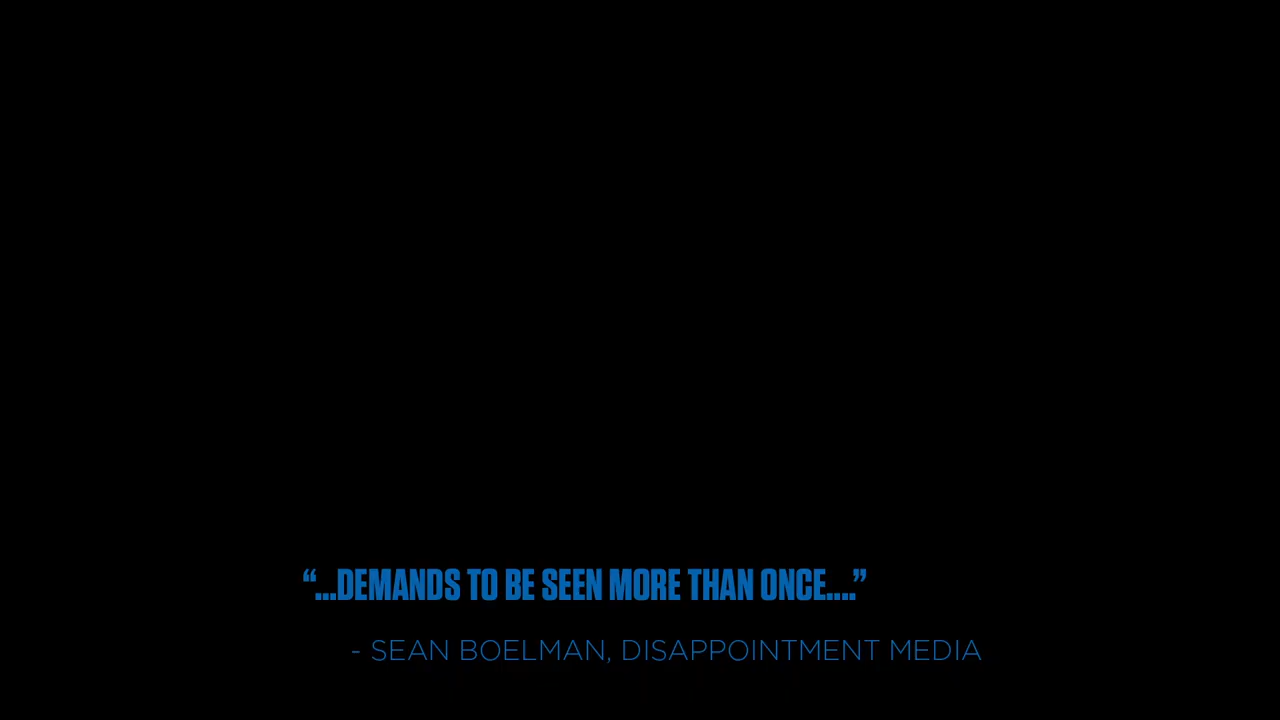 “...DEMANDS TO BE SEEN MORE THAN ONCE....”
- SEAN BOELMAN, DISAPPOINTMENT MEDIA